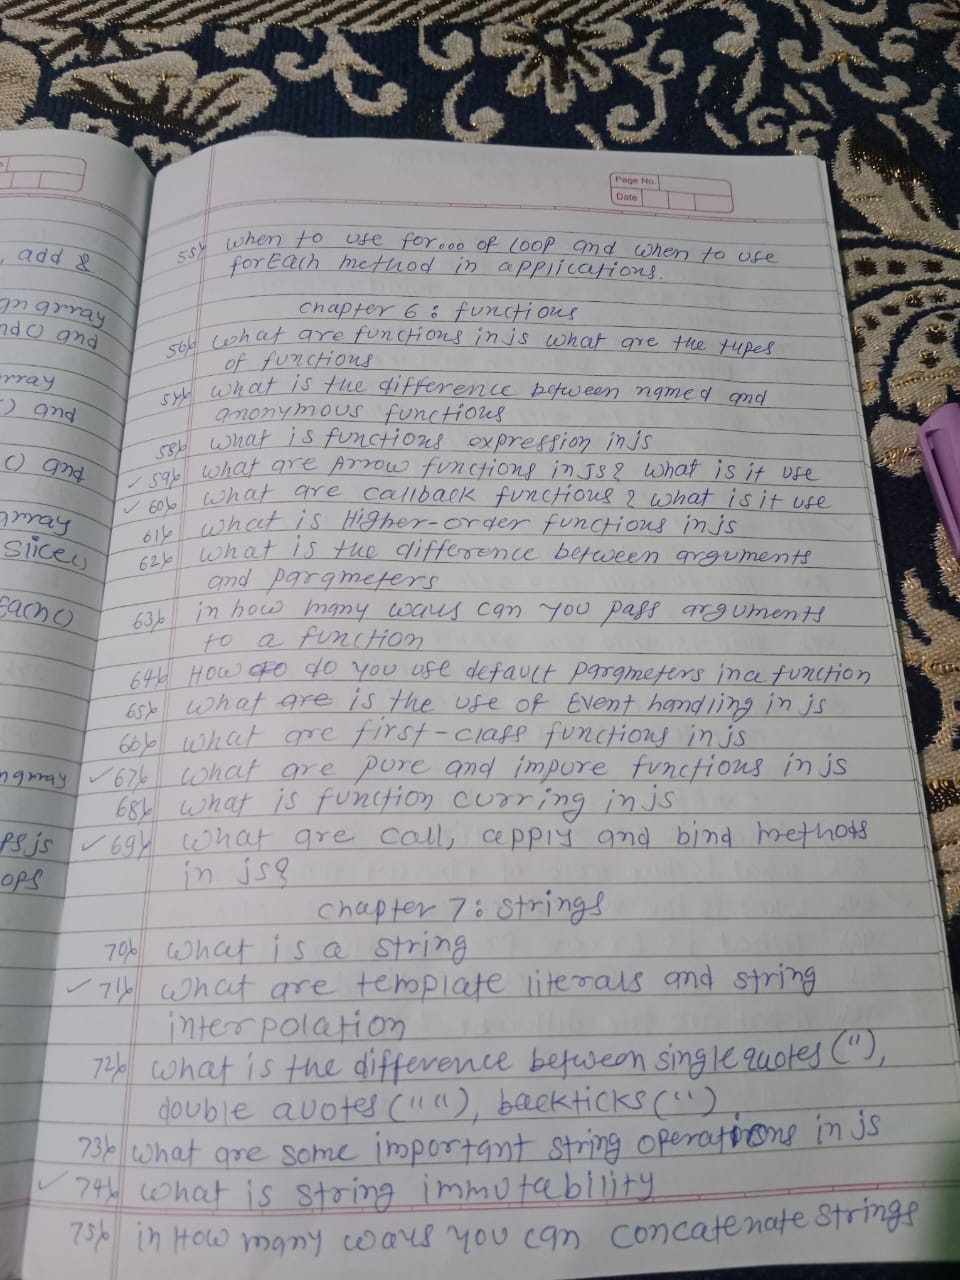 Page No.
Date
, add &
an array
and
array
and
() and
array
Slice()
Each()
js
ops
55) when to use for... of loop and when to use
forEach method in applications.
chapter 6 : functions
56) what are functions in js what are the types
of functions
57) what is the difference between named and
anonymous functions
58) what is functions expression in js
✓ 59) what are Arrow functions in JS? what is it use
✓ 60) what are callback functions ? what is it use
61) what is Higher-order functions in js
62) what is the difference between arguments
and parameters
63) in how many ways can you pass arguments
to a function
64) How do you use default parameters in a function
65) what are is the use of Event handling in js
66) what are first-class functions in js
✓ 67) what are pure and impure functions in js
68) what is function curring in js
✓ 69) what are call, apply and bind methods
in js?
chapter 7 : strings
70) what is a string
✓ 71) what are template literals and string
interpolation
72) what is the difference between single quotes (''),
double quotes (" "), backticks (` `)
73) what are some important string operations in js
✓ 74) what is string immutability
75) in How many ways you can concatenate strings